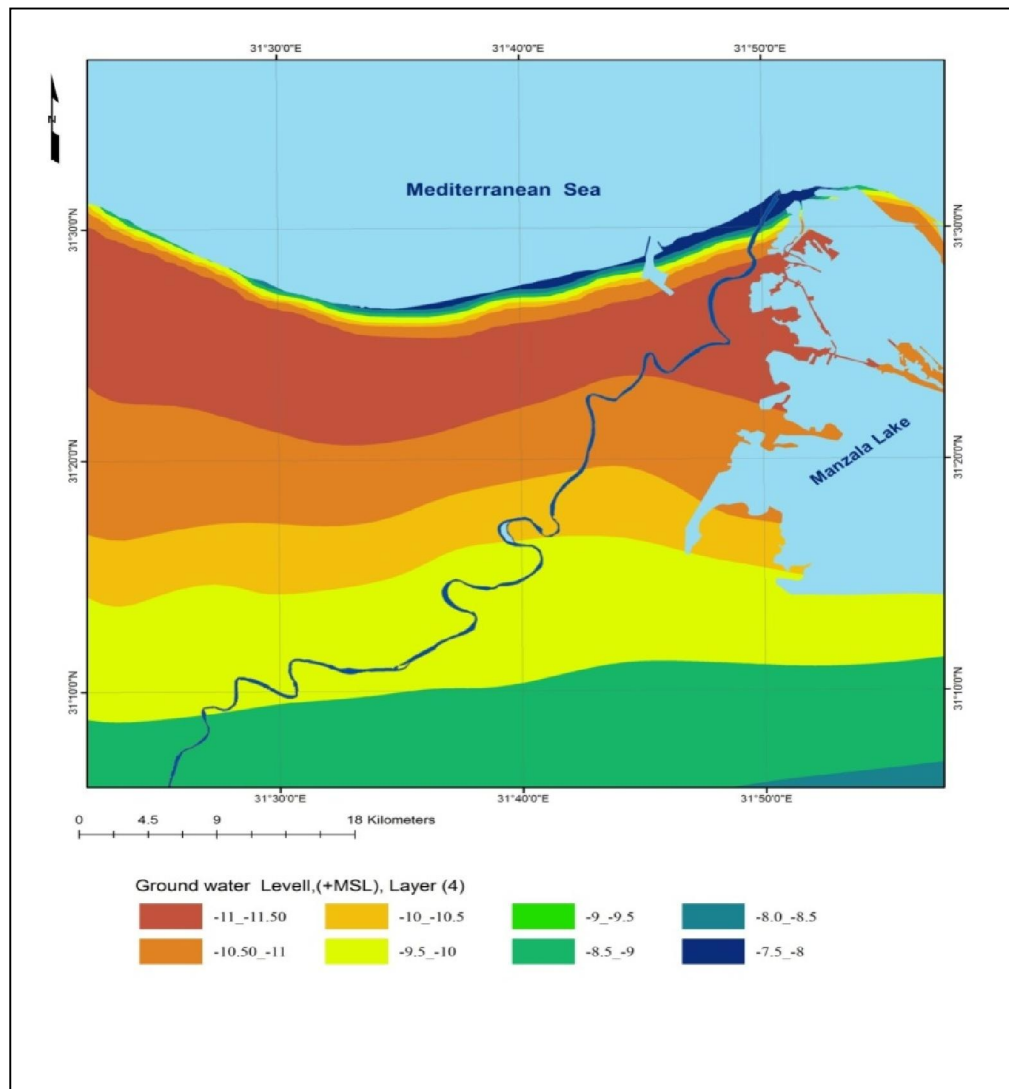 31°30'0"E 31°40'0"E 31°50'0"E
N
Mediterranean Sea
31°30'0"N 31°30'0"N
31°20'0"N 31°20'0"N
Manzala Lake
31°10'0"N 31°10'0"N
31°30'0"E 31°40'0"E 31°50'0"E
0 4.5 9 18 Kilometers
Ground water Levell,(+MSL), Layer (4)
-11_-11.50 -10_-10.5 -9_-9.5 -8.0_-8.5
-10.50_-11 -9.5_-10 -8.5_-9 -7.5_-8